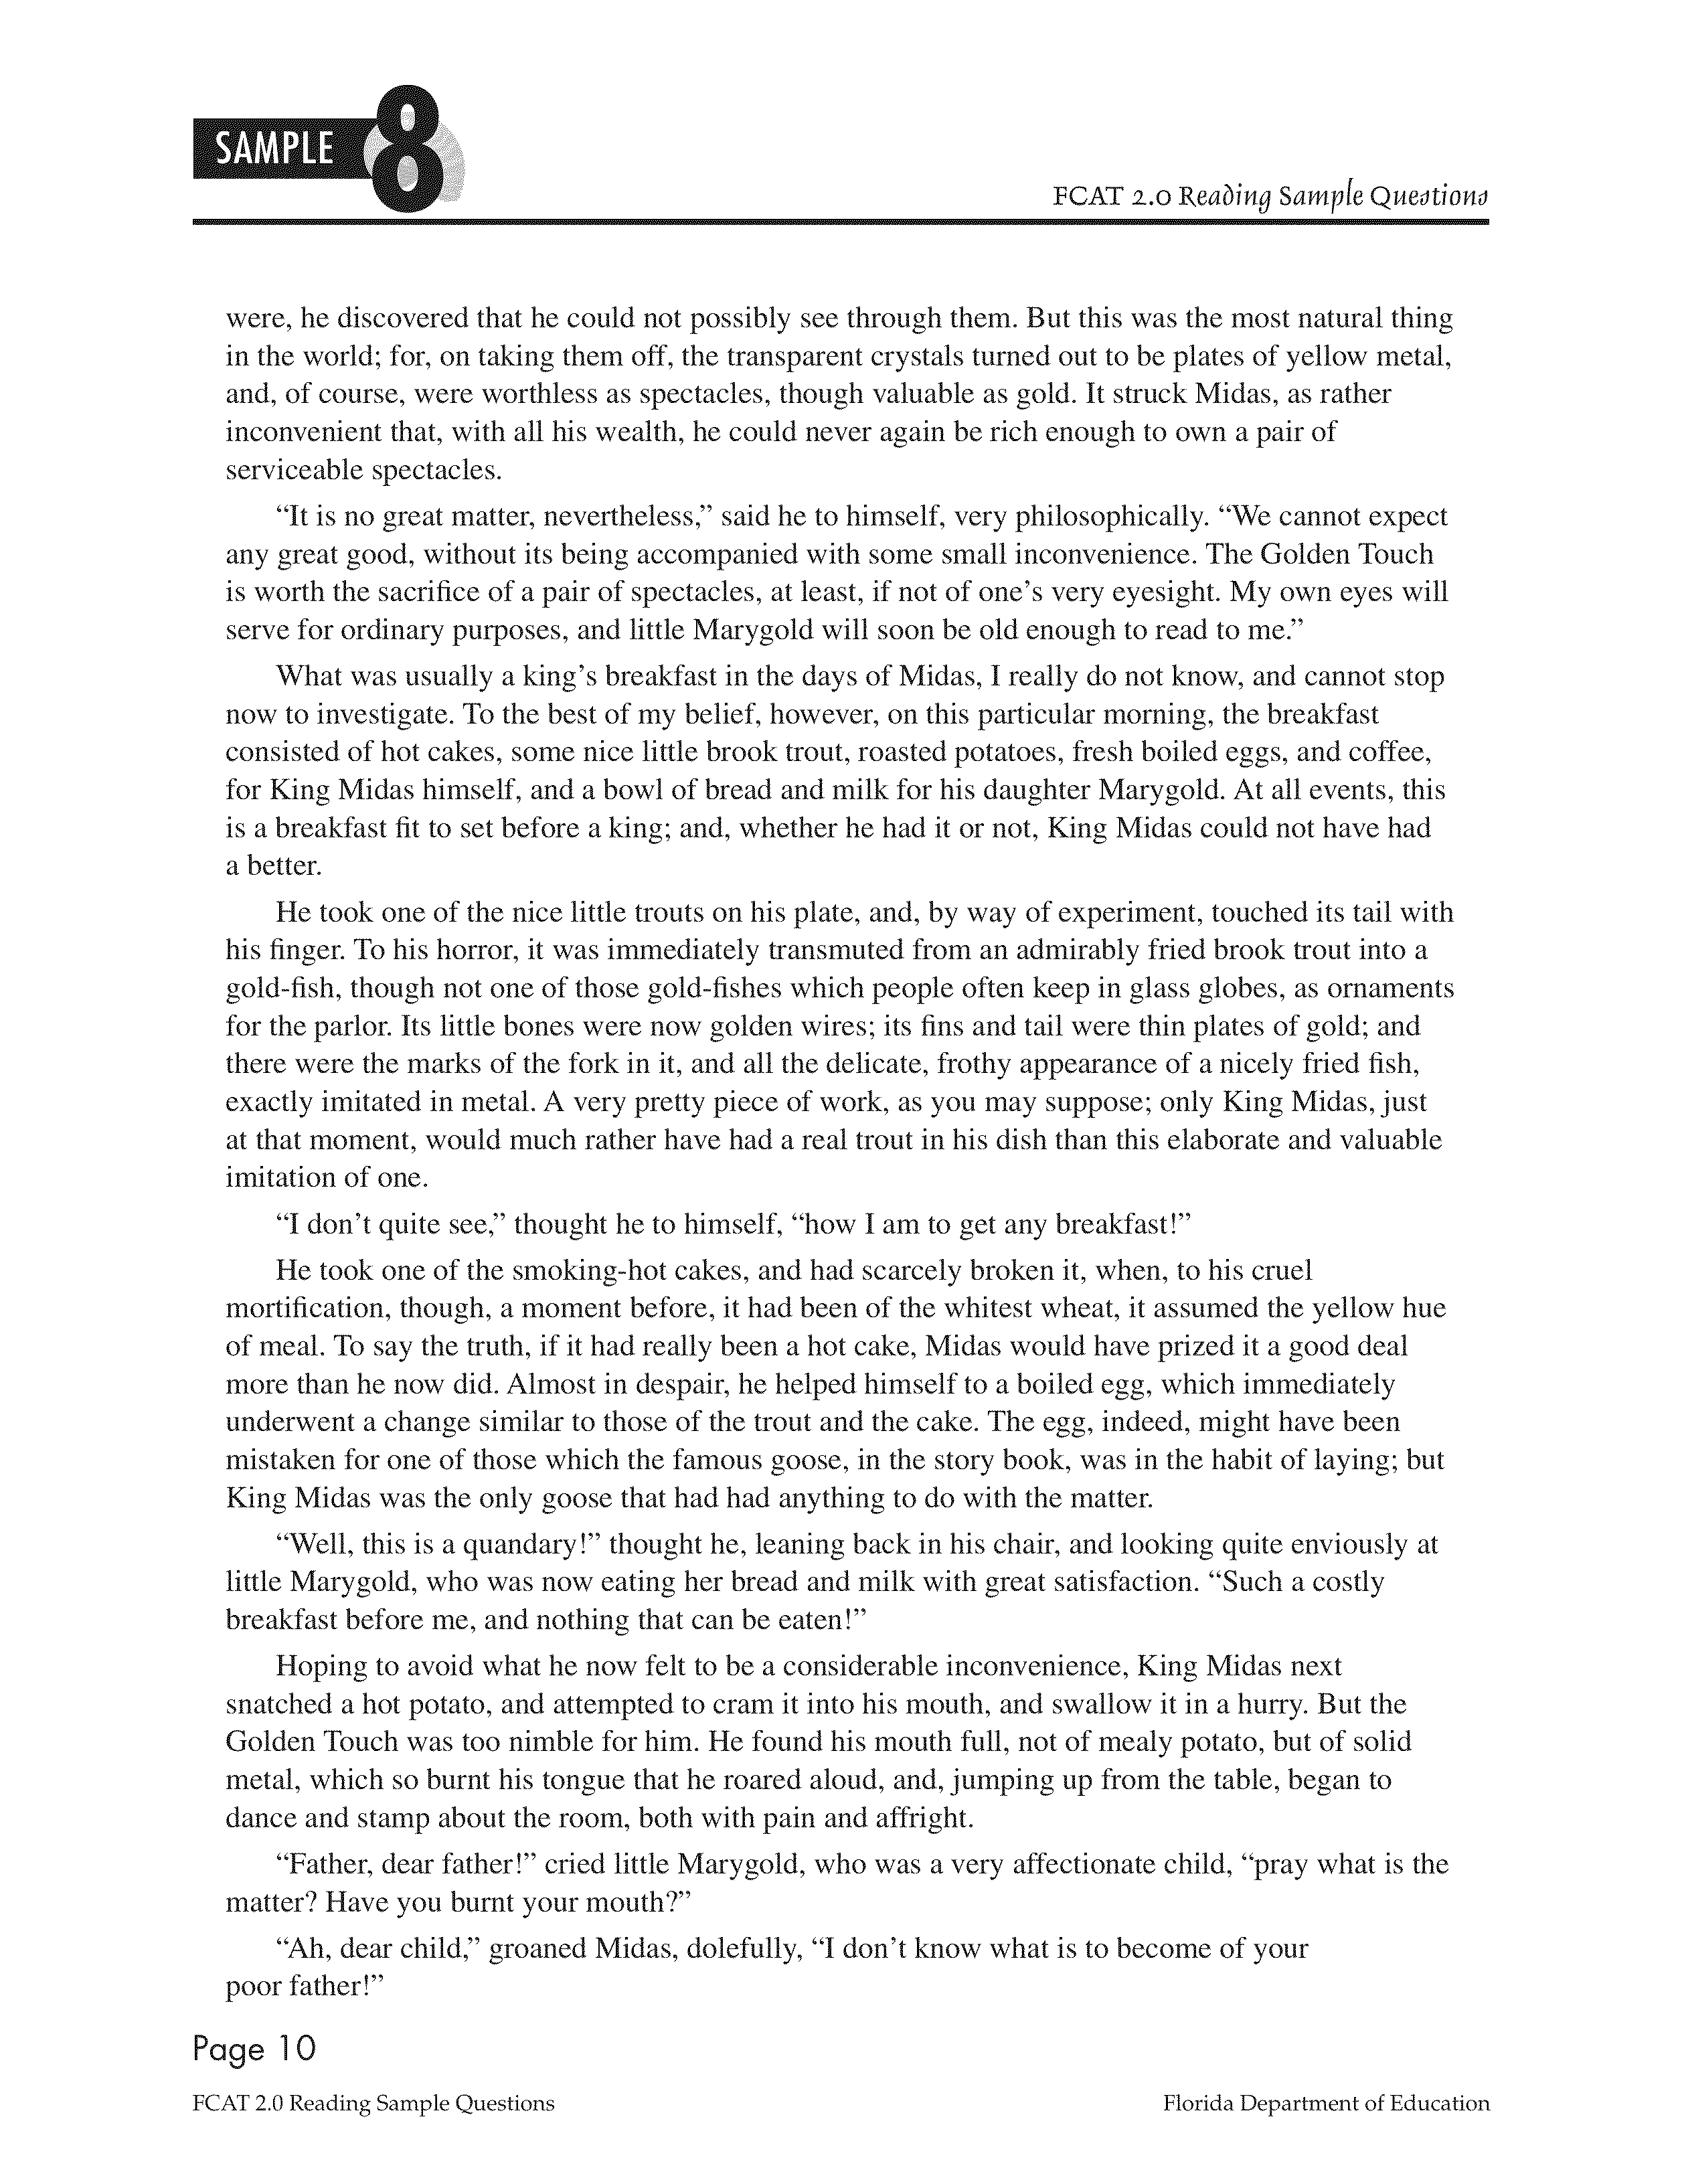 SAMPLE 8
FCAT 2.0 Reading Sample Questions
were, he discovered that he could not possibly see through them. But this was the most natural thing
in the world; for, on taking them off, the transparent crystals turned out to be plates of yellow metal,
and, of course, were worthless as spectacles, though valuable as gold. It struck Midas, as rather
inconvenient that, with all his wealth, he could never again be rich enough to own a pair of
serviceable spectacles.
“It is no great matter, nevertheless,” said he to himself, very philosophically. “We cannot expect
any great good, without its being accompanied with some small inconvenience. The Golden Touch
is worth the sacrifice of a pair of spectacles, at least, if not of one’s very eyesight. My own eyes will
serve for ordinary purposes, and little Marygold will soon be old enough to read to me.”
What was usually a king’s breakfast in the days of Midas, I really do not know, and cannot stop
now to investigate. To the best of my belief, however, on this particular morning, the breakfast
consisted of hot cakes, some nice little brook trout, roasted potatoes, fresh boiled eggs, and coffee,
for King Midas himself, and a bowl of bread and milk for his daughter Marygold. At all events, this
is a breakfast fit to set before a king; and, whether he had it or not, King Midas could not have had
a better.
He took one of the nice little trouts on his plate, and, by way of experiment, touched its tail with
his finger. To his horror, it was immediately transmuted from an admirably fried brook trout into a
gold-fish, though not one of those gold-fishes which people often keep in glass globes, as ornaments
for the parlor. Its little bones were now golden wires; its fins and tail were thin plates of gold; and
there were the marks of the fork in it, and all the delicate, frothy appearance of a nicely fried fish,
exactly imitated in metal. A very pretty piece of work, as you may suppose; only King Midas, just
at that moment, would much rather have had a real trout in his dish than this elaborate and valuable
imitation of one.
“I don’t quite see,” thought he to himself, “how I am to get any breakfast!”
He took one of the smoking-hot cakes, and had scarcely broken it, when, to his cruel
mortification, though, a moment before, it had been of the whitest wheat, it assumed the yellow hue
of meal. To say the truth, if it had really been a hot cake, Midas would have prized it a good deal
more than he now did. Almost in despair, he helped himself to a boiled egg, which immediately
underwent a change similar to those of the trout and the cake. The egg, indeed, might have been
mistaken for one of those which the famous goose, in the story book, was in the habit of laying; but
King Midas was the only goose that had had anything to do with the matter.
“Well, this is a quandary!” thought he, leaning back in his chair, and looking quite enviously at
little Marygold, who was now eating her bread and milk with great satisfaction. “Such a costly
breakfast before me, and nothing that can be eaten!”
Hoping to avoid what he now felt to be a considerable inconvenience, King Midas next
snatched a hot potato, and attempted to cram it into his mouth, and swallow it in a hurry. But the
Golden Touch was too nimble for him. He found his mouth full, not of mealy potato, but of solid
metal, which so burnt his tongue that he roared aloud, and, jumping up from the table, began to
dance and stamp about the room, both with pain and affright.
“Father, dear father!” cried little Marygold, who was a very affectionate child, “pray what is the
matter? Have you burnt your mouth?”
“Ah, dear child,” groaned Midas, dolefully, “I don’t know what is to become of your
poor father!”
Page 10
FCAT 2.0 Reading Sample Questions
Florida Department of Education